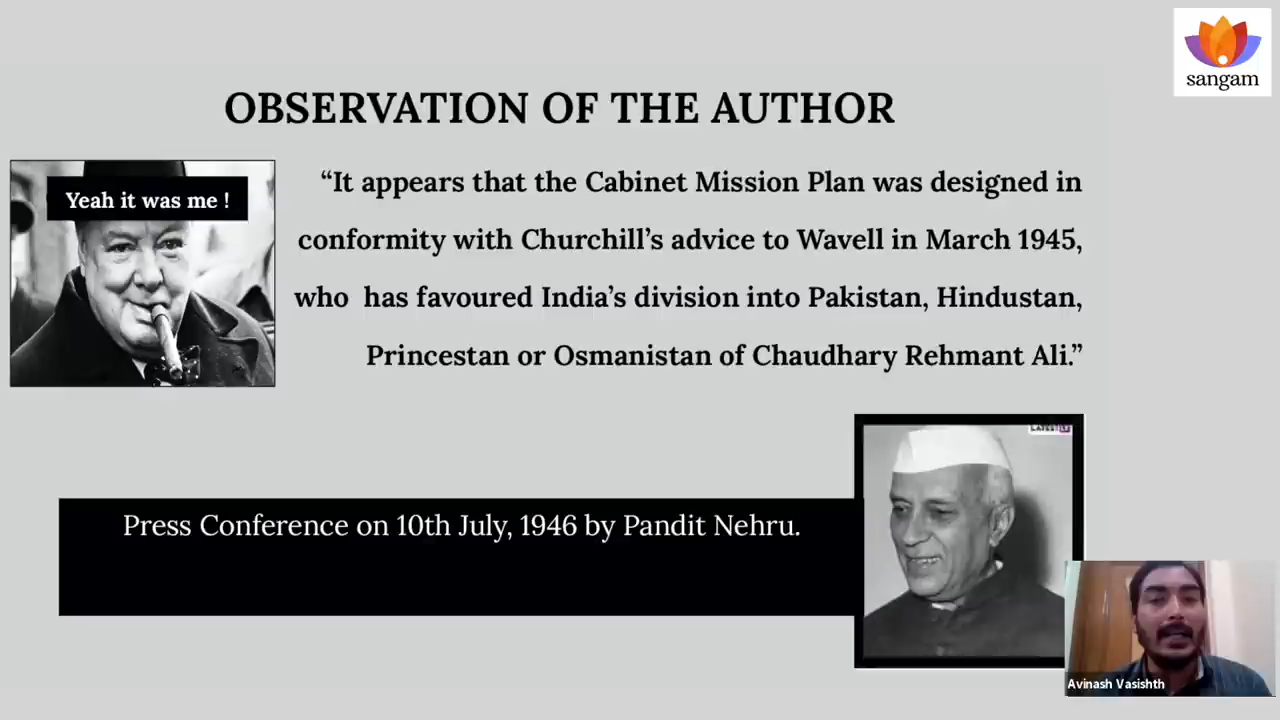 sangam
OBSERVATION OF THE AUTHOR
Yeah it was me !
“It appears that the Cabinet Mission Plan was designed in
conformity with Churchill’s advice to Wavell in March 1945,
who has favoured India’s division into Pakistan, Hindustan,
Princestan or Osmanistan of Chaudhary Rehmant Ali.”
Press Conference on 10th July, 1946 by Pandit Nehru.
Avinash Vasishth